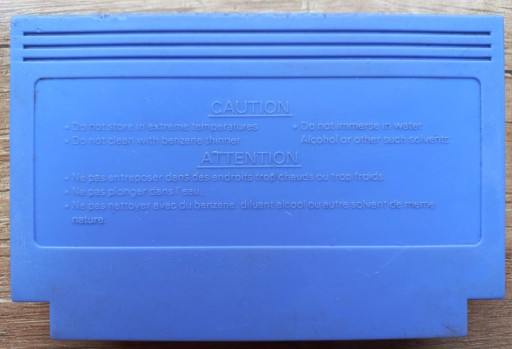 CAUTION
• Do not store in extreme temperatures. • Do not immerce in water.
• Do not clean with benzene thinner Alcohol or other such solvents
ATTENTION
• Ne pas entreposer dans des endroits trop chauds ou trop froids.
• Ne pas plonger dans l'eau.
• Ne pas nettoyer avec du benzane, diluant alcool ou autre solvant de meme
nature.